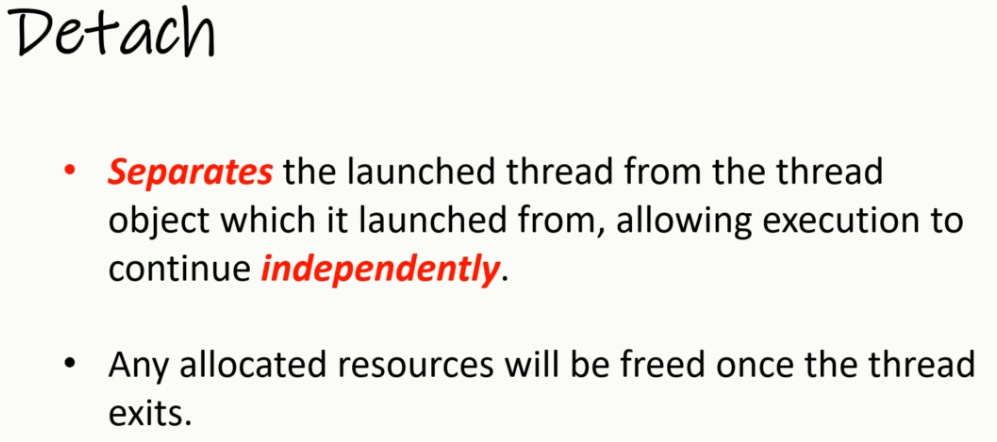 Detach
• Separates the launched thread from the thread
object which it launched from, allowing execution to
continue independently.
• Any allocated resources will be freed once the thread
exits.